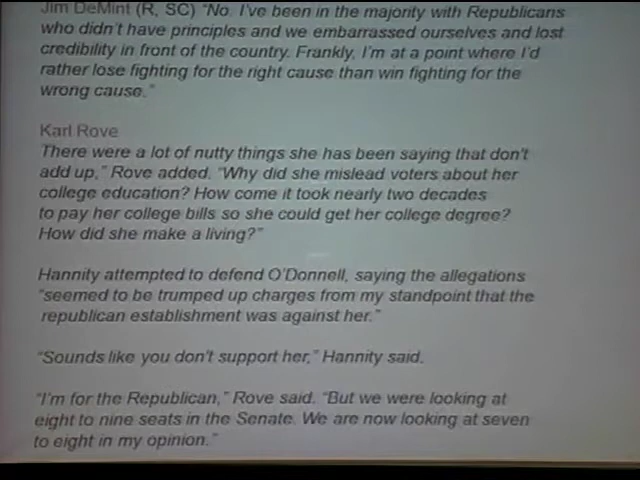 Jim DeMint (R, SC) "No. I've been in the majority with Republicans
who didn't have principles and we embarrassed ourselves and lost
credibility in front of the country. Frankly, I'm at a point where I'd
rather lose fighting for the right cause than win fighting for the
wrong cause."
Karl Rove
There were a lot of nutty things she has been saying that don't
add up," Rove added. "Why did she mislead voters about her
college education? How come it took nearly two decades
to pay her college bills so she could get her college degree?
How did she make a living?"
Hannity attempted to defend O'Donnell, saying the allegations
"seemed to be trumped up charges from my standpoint that the
republican establishment was against her."
"Sounds like you don't support her," Hannity said.
"I'm for the Republican," Rove said. "But we were looking at
eight to nine seats in the Senate. We are now looking at seven
to eight in my opinion."